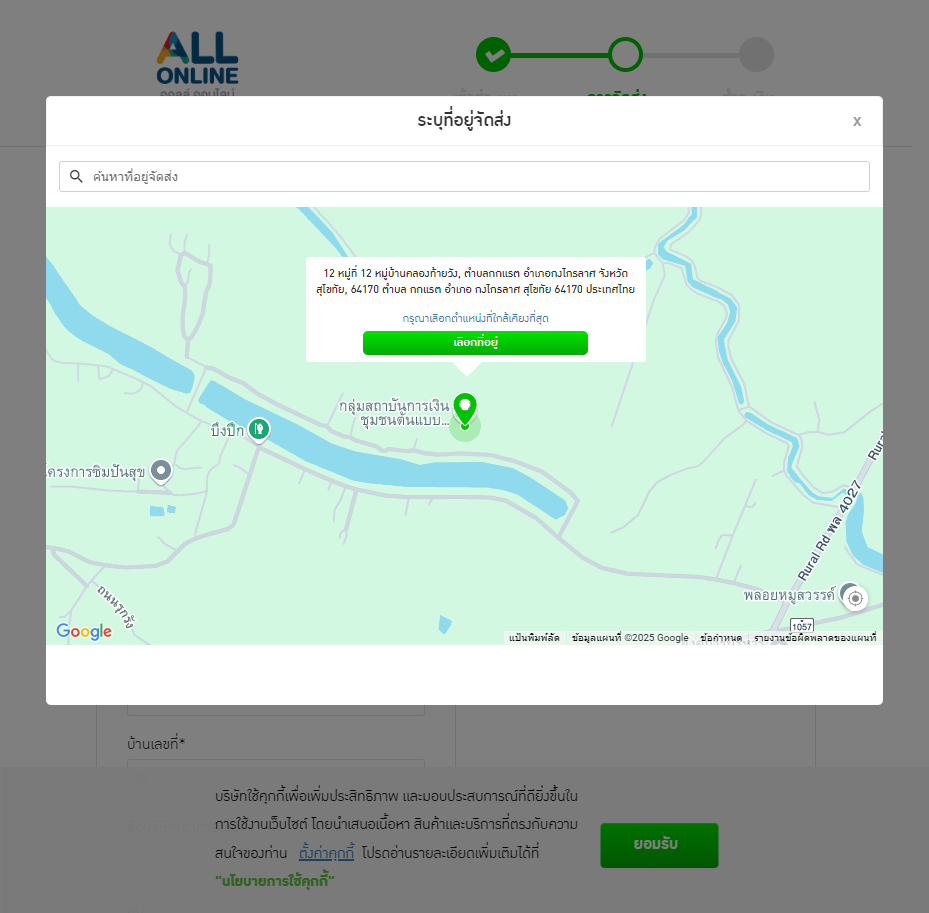 ALL
ONLINE
ออลล์ ออนไลน์
การจัดส่ง
ระบุที่อยู่จัดส่ง
x
ค้นหาที่อยู่จัดส่ง
12 หมู่ที่ 12 หมู่บ้านคลองท้ายวัง, ตำบลกกแรต อำเภอกงไกรลาศ จังหวัด
สุโขทัย, 64170 ตำบล กกแรต อำเภอ กงไกรลาศ สุโขทัย 64170 ประเทศไทย
กรุณาเลือกตำแหน่งที่ใกล้เคียงที่สุด
เลือกที่อยู่
กลุ่มสถาบันการเงิน
ชุมชนต้นแบบ...
บึงปึก
โครงการซิมปันสุข
Rural
Rural Rd พล 4027
พลอยหมูสวรรค์
ถนนรุกรัง
1057
Google
แป้นพิมพ์ลัด
ข้อมูลแผนที่ ©2025 Google
ข้อกำหนด
รายงานข้อผิดพลาดของแผนที่
บ้านเลขที่*
บริษัทใช้คุกกี้เพื่อเพิ่มประสิทธิภาพ และมอบประสบการณ์ที่ดียิ่งขึ้นใน
การใช้งานเว็บไซต์ โดยนำเสนอเนื้อหา สินค้าและบริการที่ตรงกับความ
สนใจของท่าน ตั้งค่าคุกกี้ โปรดอ่านรายละเอียดเพิ่มเติมได้ที่
"นโยบายการใช้คุกกี้"
ยอมรับ